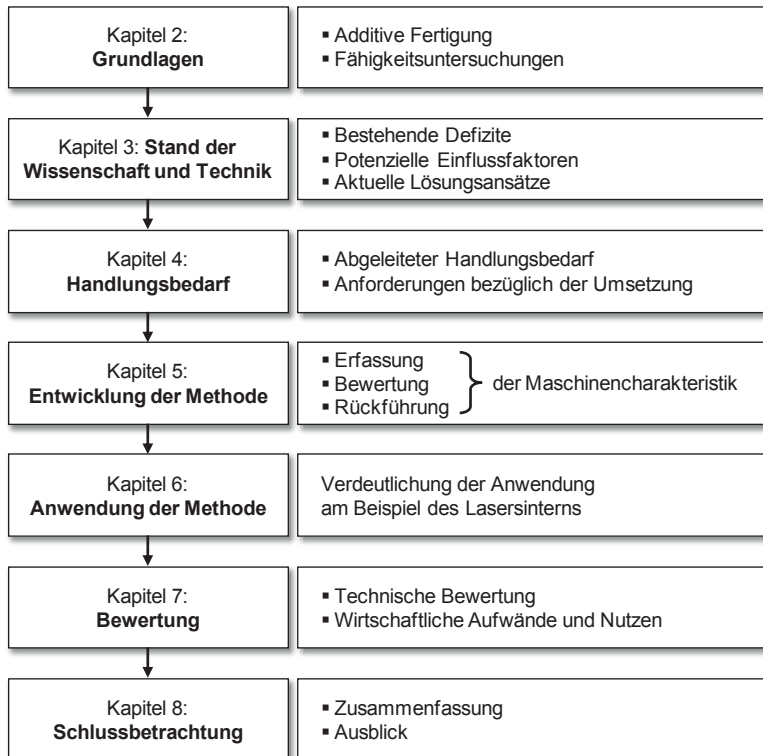 Kapitel 2:
Grundlagen
▪ Additive Fertigung
▪ Fähigkeitsuntersuchungen
Kapitel 3: Stand der
Wissenschaft und Technik
▪ Bestehende Defizite
▪ Potenzielle Einflussfaktoren
▪ Aktuelle Lösungsansätze
Kapitel 4:
Handlungsbedarf
▪ Abgeleiteter Handlungsbedarf
▪ Anforderungen bezüglich der Umsetzung
Kapitel 5:
Entwicklung der Methode
▪ Erfassung
▪ Bewertung
▪ Rückführung
der Maschinencharakteristik
Kapitel 6:
Anwendung der Methode
Verdeutlichung der Anwendung
am Beispiel des Lasersinterns
Kapitel 7:
Bewertung
▪ Technische Bewertung
▪ Wirtschaftliche Aufwände und Nutzen
Kapitel 8:
Schlussbetrachtung
▪ Zusammenfassung
▪ Ausblick